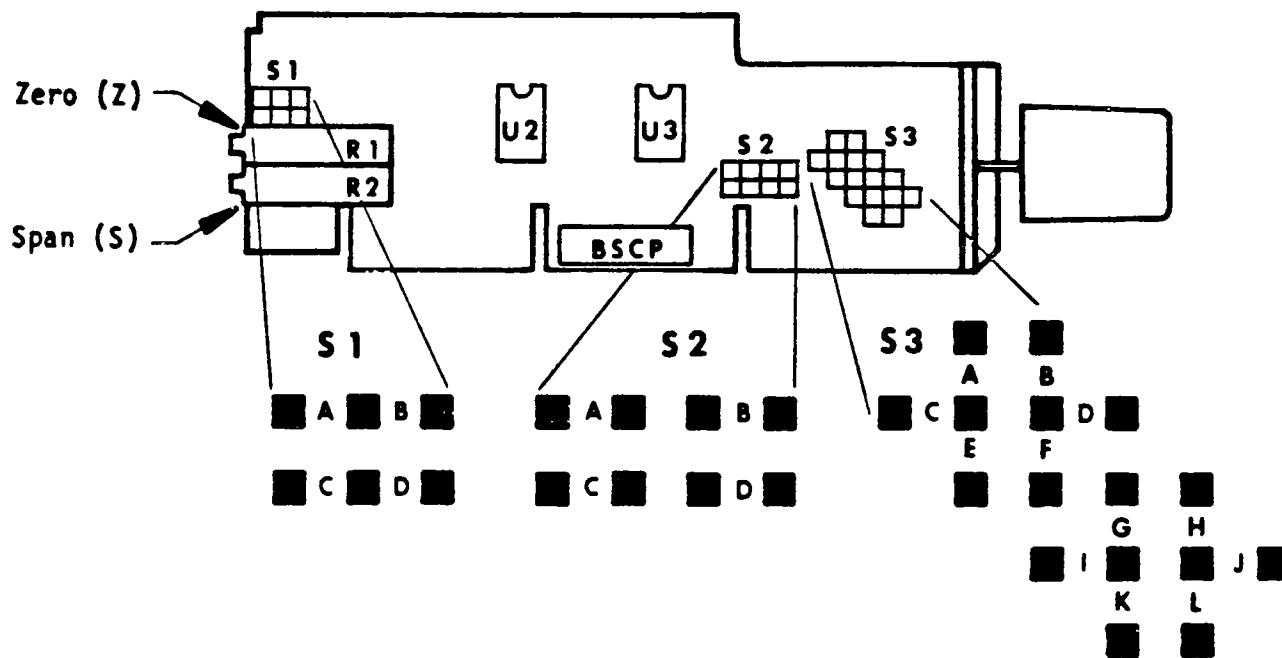 Zero (Z)
S1
U2
U3
S2
S3
R1
R2
Span (S)
BSCP
S1
S2
S3
A B
A B
A B
C D
E F
C D
C D
G H
I J
K L